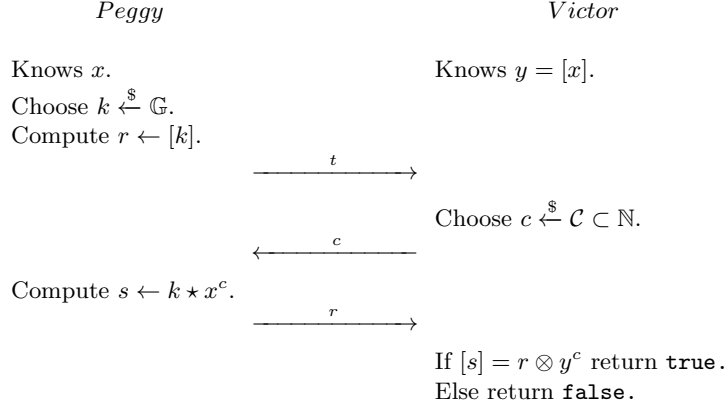 Peggy Victor
Knows x. Knows y = [x].
Choose k $← 𝔾.
Compute r ← [k].
t
Choose c $← 𝒞 ⊂ ℕ.
c
Compute s ← k ⋆ x^c.
r
If [s] = r ⊗ y^c return true.
Else return false.